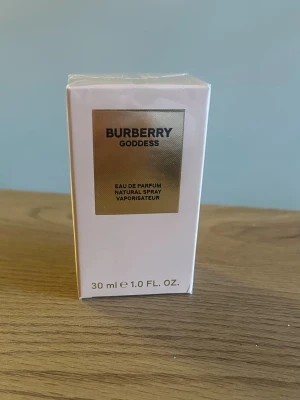 BURBERRY
GODDESS
EAU DE PARFUM
NATURAL SPRAY
VAPORISATEUR
30 ml ℮ 1.0 FL. OZ.